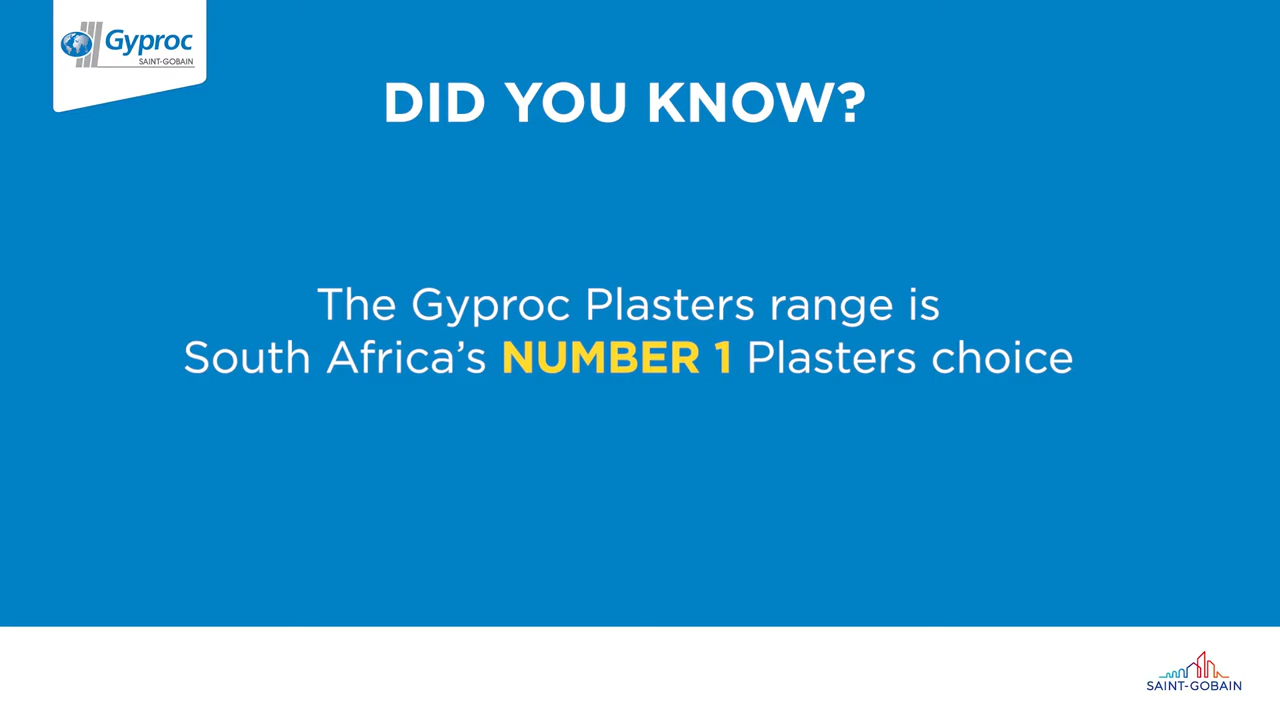 Gyproc
SAINT-GOBAIN
DID YOU KNOW?
The Gyproc Plasters range is
South Africa’s NUMBER 1 Plasters choice
SAINT-GOBAIN